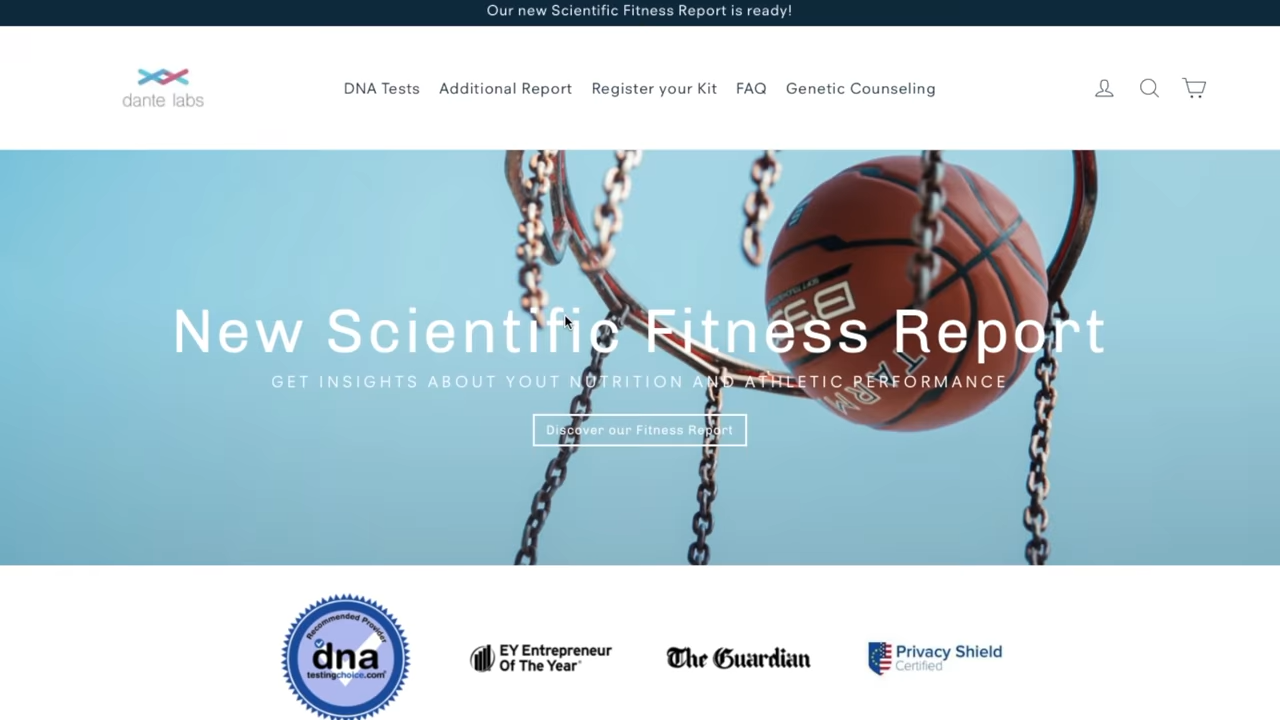 Our new Scientific Fitness Report is ready!
dante labs
DNA Tests Additional Report Register your Kit FAQ Genetic Counseling
New Scientific Fitness Report
GET INSIGHTS ABOUT YOUT NUTRITION AND ATHLETIC PERFORMANCE
Discover our Fitness Report
Recommended Provider
dna
testingchoice.com
EY Entrepreneur
Of The Year
The Guardian
Privacy Shield
Certified